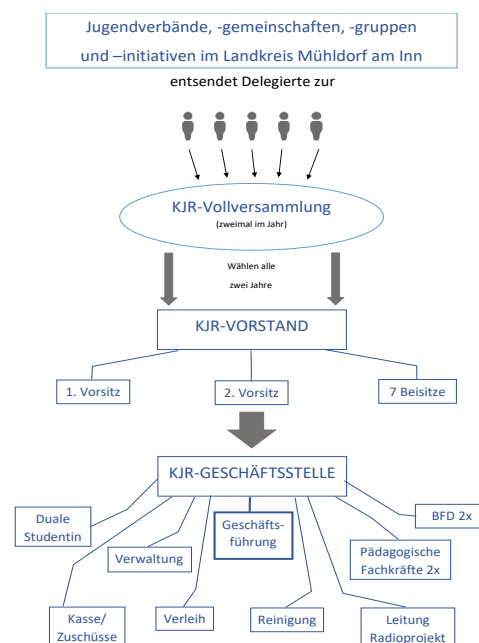 Jugendverbände, -gemeinschaften, -gruppen
und –initiativen im Landkreis Mühldorf am Inn
entsendet Delegierte zur
KJR-Vollversammlung
(zweimal im Jahr)
Wählen alle
zwei Jahre
KJR-VORSTAND
1. Vorsitz
2. Vorsitz
7 Beisitze
KJR-GESCHÄFTSSTELLE
Duale
Studentin
Verwaltung
Geschäfts-
führung
BFD 2x
Pädagogische
Fachkräfte 2x
Kasse/
Zuschüsse
Verleih
Reinigung
Leitung
Radioprojekt